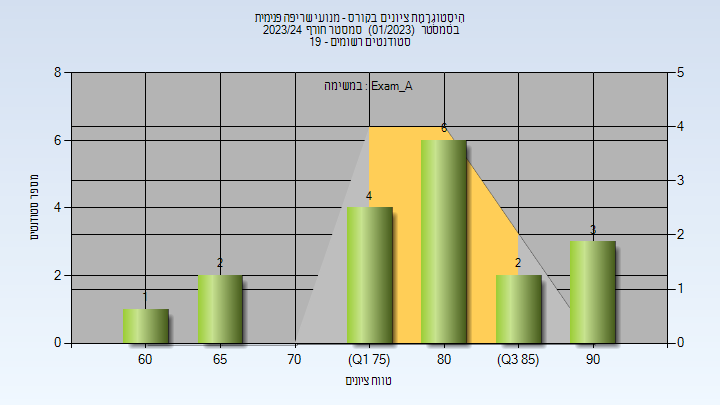 היסטוגרמת ציונים בקורס - מנועי שריפה פנימית
בסמסטר (01/2023) סמסטר חורף 2023/24
סטודנטים רשומים - 19
במשימה : Exam_A
8
6
4
2
0
5
4
3
2
1
0
1
2
4
6
2
3
60
65
70
(Q1 75)
80
(Q3 85)
90
מספר סטודנטים
טווח ציונים